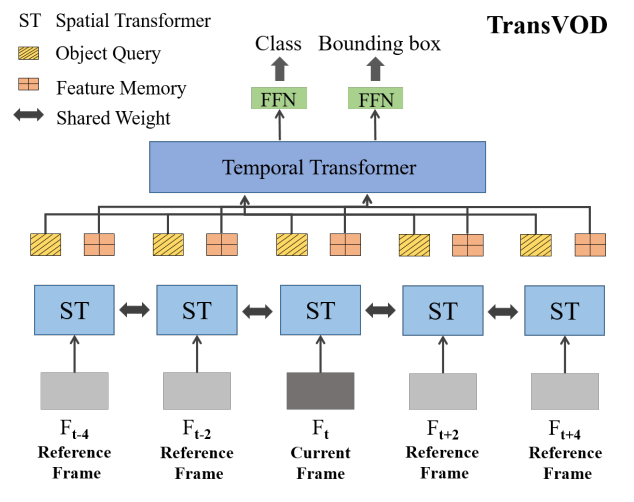 TransVOD
ST Spatial Transformer
Object Query
Feature Memory
Shared Weight
Class Bounding box
FFN FFN
Temporal Transformer
ST ST ST ST ST
F_{t-4} F_{t-2} F_t F_{t+2} F_{t+4}
Reference Reference Current Reference Reference
Frame Frame Frame Frame Frame